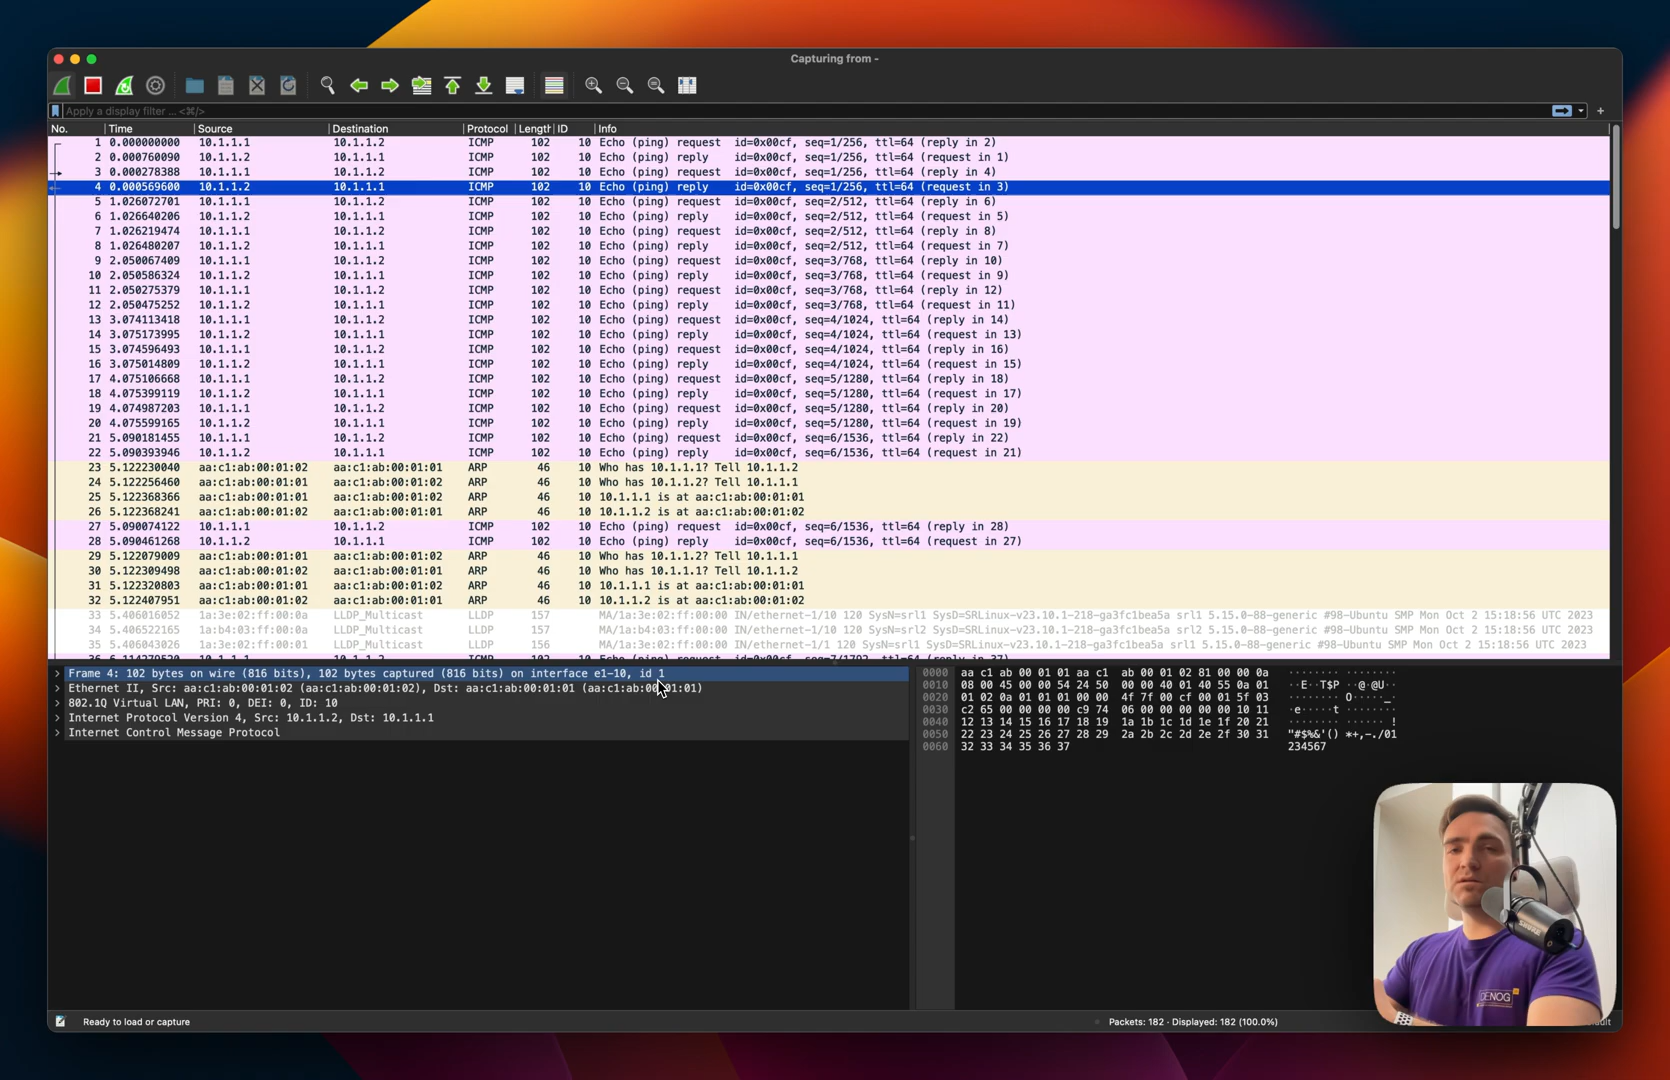 Capturing from -
Apply a display filter ... <⌘/>
No. Time Source Destination Protocol Length ID Info
1 0.000000000 10.1.1.1 10.1.1.2 ICMP 102 10 Echo (ping) request id=0x00cf, seq=1/256, ttl=64 (reply in 2)
2 0.000760090 10.1.1.2 10.1.1.1 ICMP 102 10 Echo (ping) reply id=0x00cf, seq=1/256, ttl=64 (request in 1)
3 0.000278388 10.1.1.1 10.1.1.2 ICMP 102 10 Echo (ping) request id=0x00cf, seq=1/256, ttl=64 (reply in 4)
4 0.000569600 10.1.1.2 10.1.1.1 ICMP 102 10 Echo (ping) reply id=0x00cf, seq=1/256, ttl=64 (request in 3)
5 1.026072701 10.1.1.1 10.1.1.2 ICMP 102 10 Echo (ping) request id=0x00cf, seq=2/512, ttl=64 (reply in 6)
6 1.026640206 10.1.1.2 10.1.1.1 ICMP 102 10 Echo (ping) reply id=0x00cf, seq=2/512, ttl=64 (request in 5)
7 1.026219474 10.1.1.1 10.1.1.2 ICMP 102 10 Echo (ping) request id=0x00cf, seq=2/512, ttl=64 (reply in 8)
8 1.026480207 10.1.1.2 10.1.1.1 ICMP 102 10 Echo (ping) reply id=0x00cf, seq=2/512, ttl=64 (request in 7)
9 2.050067409 10.1.1.1 10.1.1.2 ICMP 102 10 Echo (ping) request id=0x00cf, seq=3/768, ttl=64 (reply in 10)
10 2.050586324 10.1.1.2 10.1.1.1 ICMP 102 10 Echo (ping) reply id=0x00cf, seq=3/768, ttl=64 (request in 9)
11 2.050275379 10.1.1.1 10.1.1.2 ICMP 102 10 Echo (ping) request id=0x00cf, seq=3/768, ttl=64 (reply in 12)
12 2.050475252 10.1.1.2 10.1.1.1 ICMP 102 10 Echo (ping) reply id=0x00cf, seq=3/768, ttl=64 (request in 11)
13 3.074113418 10.1.1.1 10.1.1.2 ICMP 102 10 Echo (ping) request id=0x00cf, seq=4/1024, ttl=64 (reply in 14)
14 3.075173995 10.1.1.2 10.1.1.1 ICMP 102 10 Echo (ping) reply id=0x00cf, seq=4/1024, ttl=64 (request in 13)
15 3.074596493 10.1.1.1 10.1.1.2 ICMP 102 10 Echo (ping) request id=0x00cf, seq=4/1024, ttl=64 (reply in 16)
16 3.075014809 10.1.1.2 10.1.1.1 ICMP 102 10 Echo (ping) reply id=0x00cf, seq=4/1024, ttl=64 (request in 15)
17 4.075106668 10.1.1.1 10.1.1.2 ICMP 102 10 Echo (ping) request id=0x00cf, seq=5/1280, ttl=64 (reply in 18)
18 4.075399119 10.1.1.2 10.1.1.1 ICMP 102 10 Echo (ping) reply id=0x00cf, seq=5/1280, ttl=64 (request in 17)
19 4.074987203 10.1.1.1 10.1.1.2 ICMP 102 10 Echo (ping) request id=0x00cf, seq=5/1280, ttl=64 (reply in 20)
20 4.075599165 10.1.1.2 10.1.1.1 ICMP 102 10 Echo (ping) reply id=0x00cf, seq=5/1280, ttl=64 (request in 19)
21 5.090181455 10.1.1.1 10.1.1.2 ICMP 102 10 Echo (ping) request id=0x00cf, seq=6/1536, ttl=64 (reply in 22)
22 5.090393946 10.1.1.2 10.1.1.1 ICMP 102 10 Echo (ping) reply id=0x00cf, seq=6/1536, ttl=64 (request in 21)
23 5.122230040 aa:c1:ab:00:01:02 aa:c1:ab:00:01:01 ARP 46 10 Who has 10.1.1.1? Tell 10.1.1.2
24 5.122256460 aa:c1:ab:00:01:01 aa:c1:ab:00:01:02 ARP 46 10 Who has 10.1.1.2? Tell 10.1.1.1
25 5.122368366 aa:c1:ab:00:01:01 aa:c1:ab:00:01:02 ARP 46 10 10.1.1.1 is at aa:c1:ab:00:01:01
26 5.122368241 aa:c1:ab:00:01:02 aa:c1:ab:00:01:01 ARP 46 10 10.1.1.2 is at aa:c1:ab:00:01:02
27 5.090074122 10.1.1.1 10.1.1.2 ICMP 102 10 Echo (ping) request id=0x00cf, seq=6/1536, ttl=64 (reply in 28)
28 5.090461268 10.1.1.2 10.1.1.1 ICMP 102 10 Echo (ping) reply id=0x00cf, seq=6/1536, ttl=64 (request in 27)
29 5.122079009 aa:c1:ab:00:01:01 aa:c1:ab:00:01:02 ARP 46 10 Who has 10.1.1.2? Tell 10.1.1.1
30 5.122309498 aa:c1:ab:00:01:02 aa:c1:ab:00:01:01 ARP 46 10 Who has 10.1.1.1? Tell 10.1.1.2
31 5.122320803 aa:c1:ab:00:01:01 aa:c1:ab:00:01:02 ARP 46 10 10.1.1.1 is at aa:c1:ab:00:01:01
32 5.122407951 aa:c1:ab:00:01:02 aa:c1:ab:00:01:01 ARP 46 10 10.1.1.2 is at aa:c1:ab:00:01:02
33 5.406016052 1a:3e:02:ff:00:0a LLDP_Multicast LLDP 157 MA/1a:3e:02:ff:00:00 IN/ethernet-1/10 120 SysN=srl1 SysD=SRLinux-v23.10.1-218-ga3fc1bea5a srl1 5.15.0-88-generic #98-Ubuntu SMP Mon Oct 2 15:18:56 UTC 2023
34 5.406522165 1a:b4:03:ff:00:0a LLDP_Multicast LLDP 157 MA/1a:b4:03:ff:00:00 IN/ethernet-1/10 120 SysN=srl2 SysD=SRLinux-v23.10.1-218-ga3fc1bea5a srl2 5.15.0-88-generic #98-Ubuntu SMP Mon Oct 2 15:18:56 UTC 2023
35 5.406043026 1a:3e:02:ff:00:01 LLDP_Multicast LLDP 156 MA/1a:3e:02:ff:00:00 IN/ethernet-1/1 120 SysN=srl1 SysD=SRLinux-v23.10.1-218-ga3fc1bea5a srl1 5.15.0-88-generic #98-Ubuntu SMP Mon Oct 2 15:18:56 UTC 2023
Frame 4: 102 bytes on wire (816 bits), 102 bytes captured (816 bits) on interface e1-10, id 1
Ethernet II, Src: aa:c1:ab:00:01:02 (aa:c1:ab:00:01:02), Dst: aa:c1:ab:00:01:01 (aa:c1:ab:00:01:01)
802.1Q Virtual LAN, PRI: 0, DEI: 0, ID: 10
Internet Protocol Version 4, Src: 10.1.1.2, Dst: 10.1.1.1
Internet Control Message Protocol
0000 aa c1 ab 00 01 01 aa c1 ab 00 01 02 81 00 00 0a ········ ········
0010 08 00 45 00 00 54 24 50 00 00 40 01 40 55 0a 01 ··E··T$P ··@·@U··
0020 01 02 0a 01 01 01 00 00 4f 7f 00 cf 00 01 5f 03 ········ O·····_·
0030 c2 65 00 00 00 00 c9 74 06 00 00 00 00 00 10 11 ·e·····t ········
0040 12 13 14 15 16 17 18 19 1a 1b 1c 1d 1e 1f 20 21 ········ ······ !
0050 22 23 24 25 26 27 28 29 2a 2b 2c 2d 2e 2f 30 31 "#$%&'() *+,-./01
0060 32 33 34 35 36 37 234567
DENOG
Ready to load or capture
Packets: 182 · Displayed: 182 (100.0%)